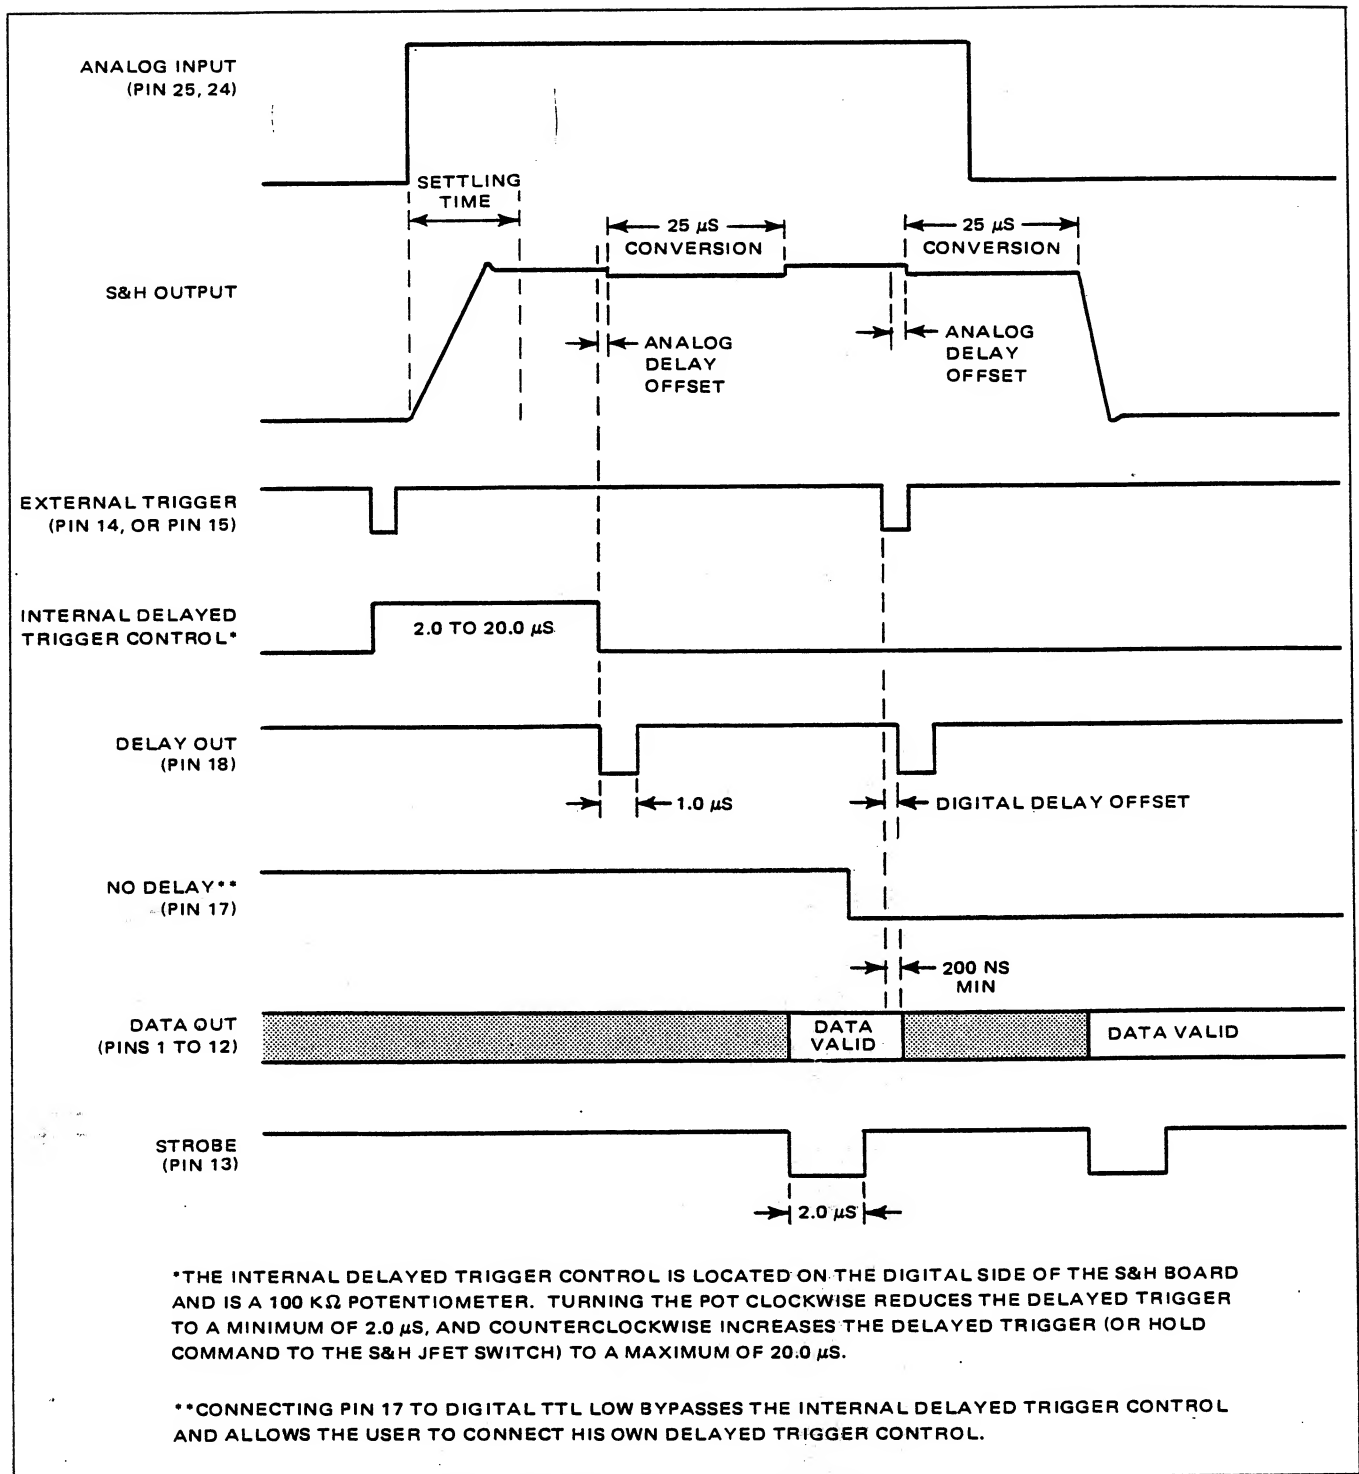 ANALOG INPUT
(PIN 25, 24)
SETTLING
TIME
25 µS
CONVERSION
25 µS
CONVERSION
S&H OUTPUT
ANALOG
DELAY
OFFSET
ANALOG
DELAY
OFFSET
EXTERNAL TRIGGER
(PIN 14, OR PIN 15)
INTERNAL DELAYED
TRIGGER CONTROL*
2.0 TO 20.0 µS
DELAY OUT
(PIN 18)
1.0 µS
DIGITAL DELAY OFFSET
NO DELAY**
(PIN 17)
200 NS
MIN
DATA OUT
(PINS 1 TO 12)
DATA
VALID
DATA VALID
STROBE
(PIN 13)
2.0 µS
*THE INTERNAL DELAYED TRIGGER CONTROL IS LOCATED ON THE DIGITAL SIDE OF THE S&H BOARD
AND IS A 100 KΩ POTENTIOMETER. TURNING THE POT CLOCKWISE REDUCES THE DELAYED TRIGGER
TO A MINIMUM OF 2.0 µS, AND COUNTERCLOCKWISE INCREASES THE DELAYED TRIGGER (OR HOLD
COMMAND TO THE S&H JFET SWITCH) TO A MAXIMUM OF 20.0 µS.
**CONNECTING PIN 17 TO DIGITAL TTL LOW BYPASSES THE INTERNAL DELAYED TRIGGER CONTROL
AND ALLOWS THE USER TO CONNECT HIS OWN DELAYED TRIGGER CONTROL.